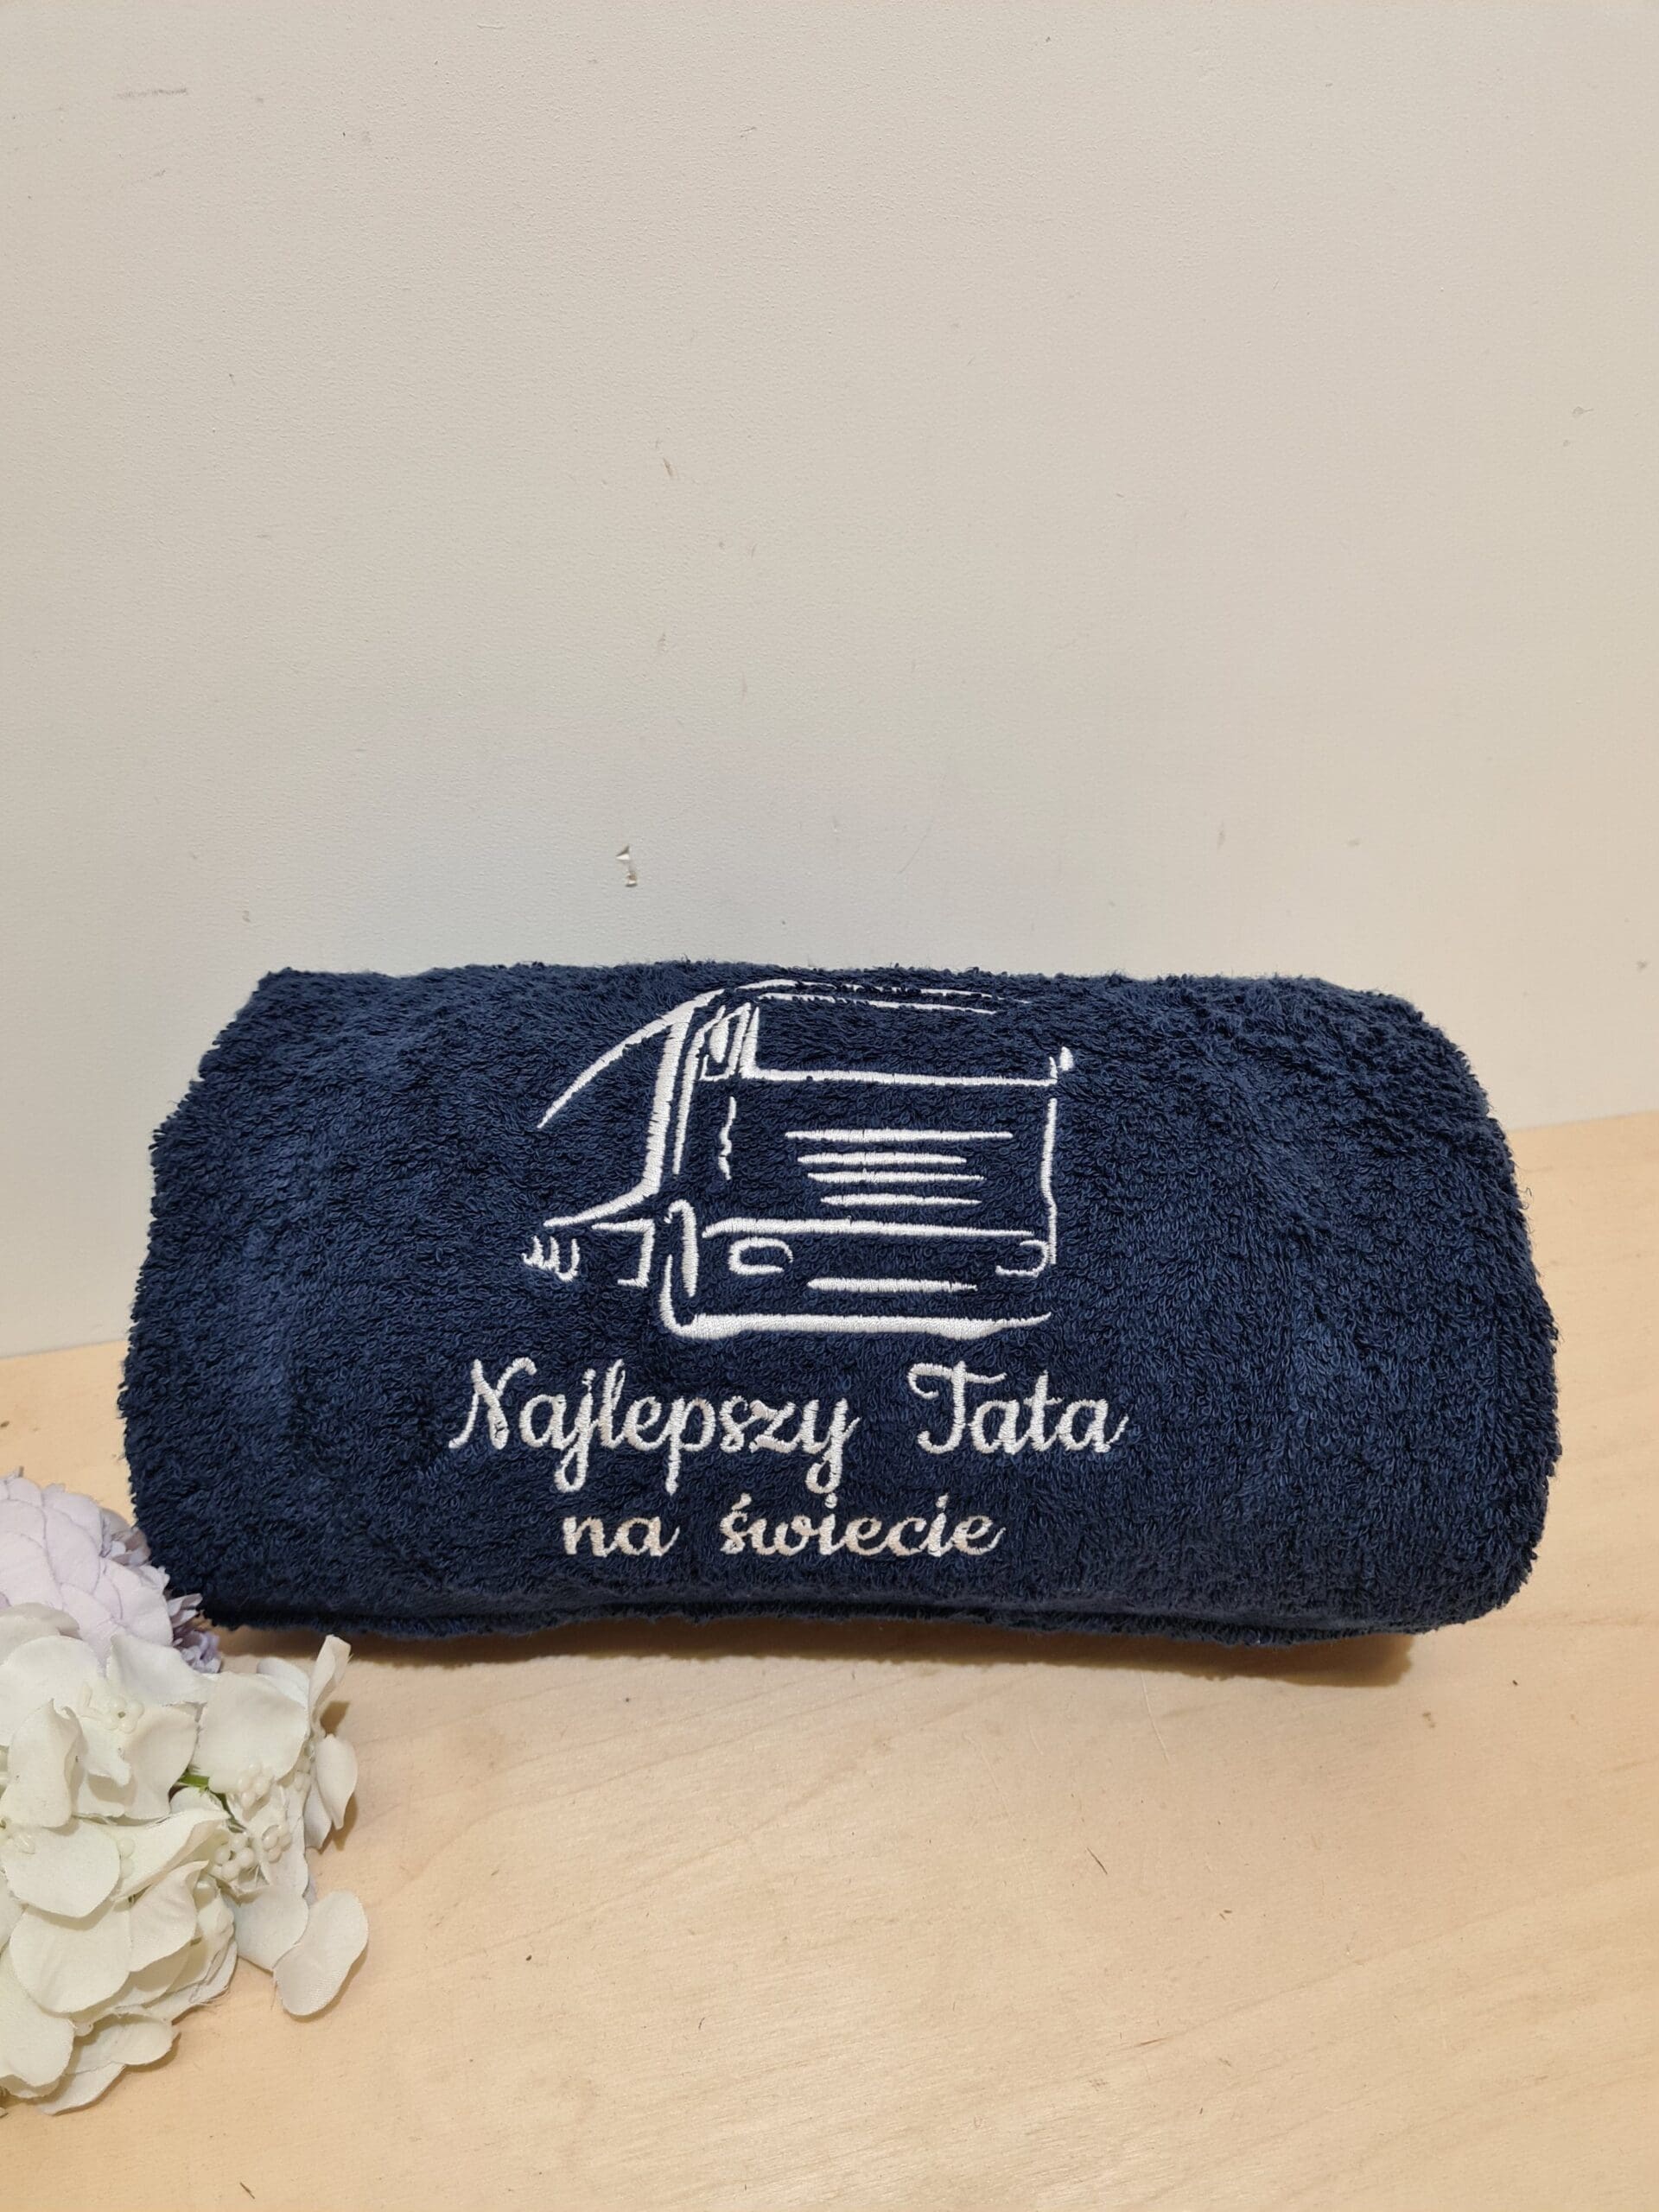 Najlepszy Tata
na świecie